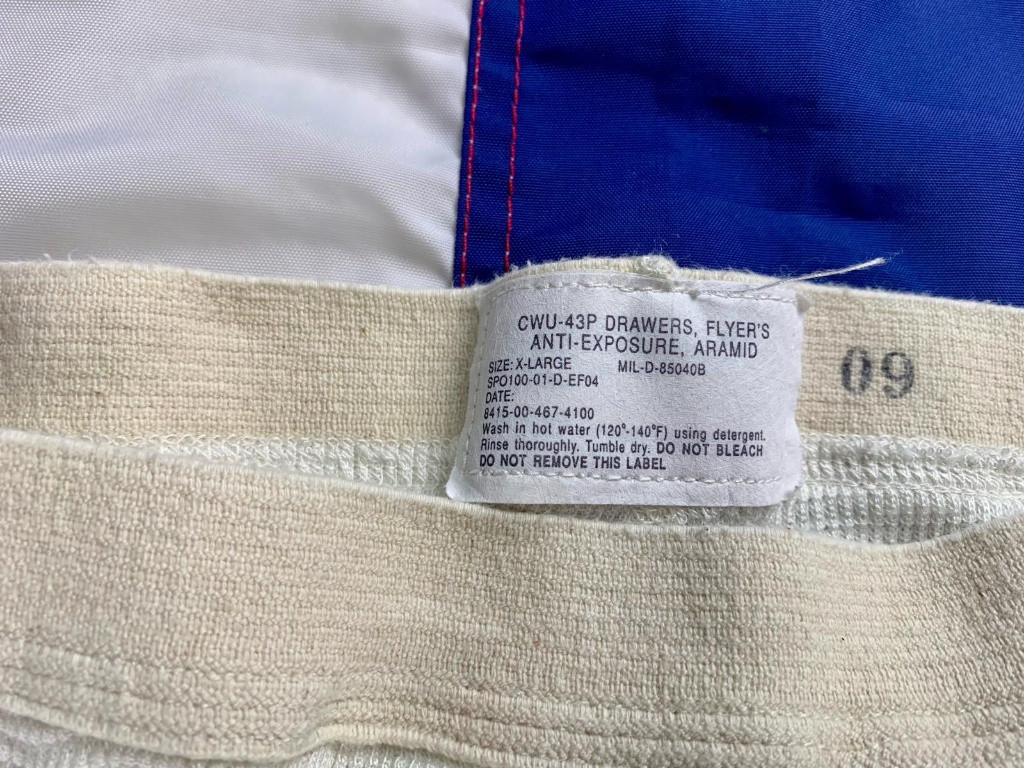 CWU-43P DRAWERS, FLYER'S
ANTI-EXPOSURE, ARAMID
SIZE: X-LARGE MIL-D-85040B
SPO100-01-D-EF04
DATE:
8415-00-467-4100
Wash in hot water (120°-140°F) using detergent.
Rinse thoroughly. Tumble dry. DO NOT BLEACH
DO NOT REMOVE THIS LABEL
09